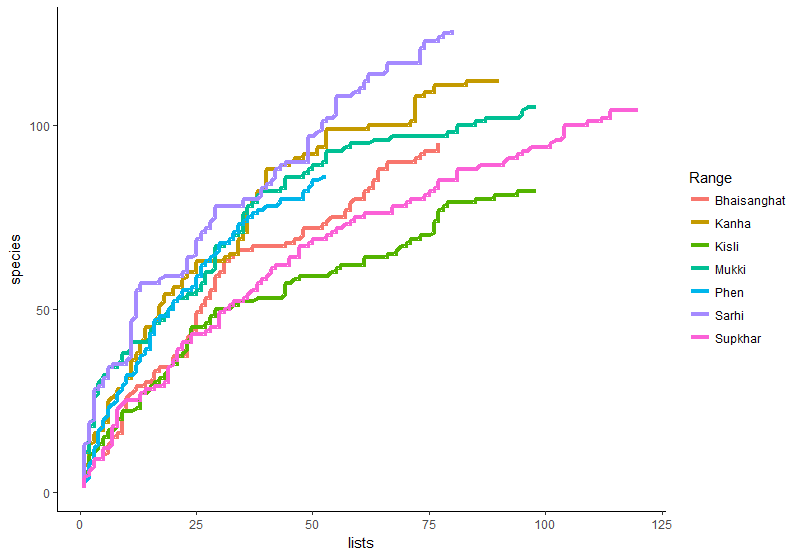 100
50
0
species
0
25
50
75
100
125
lists
Range
Bhaisanghat
Kanha
Kisli
Mukki
Phen
Sarhi
Supkhar